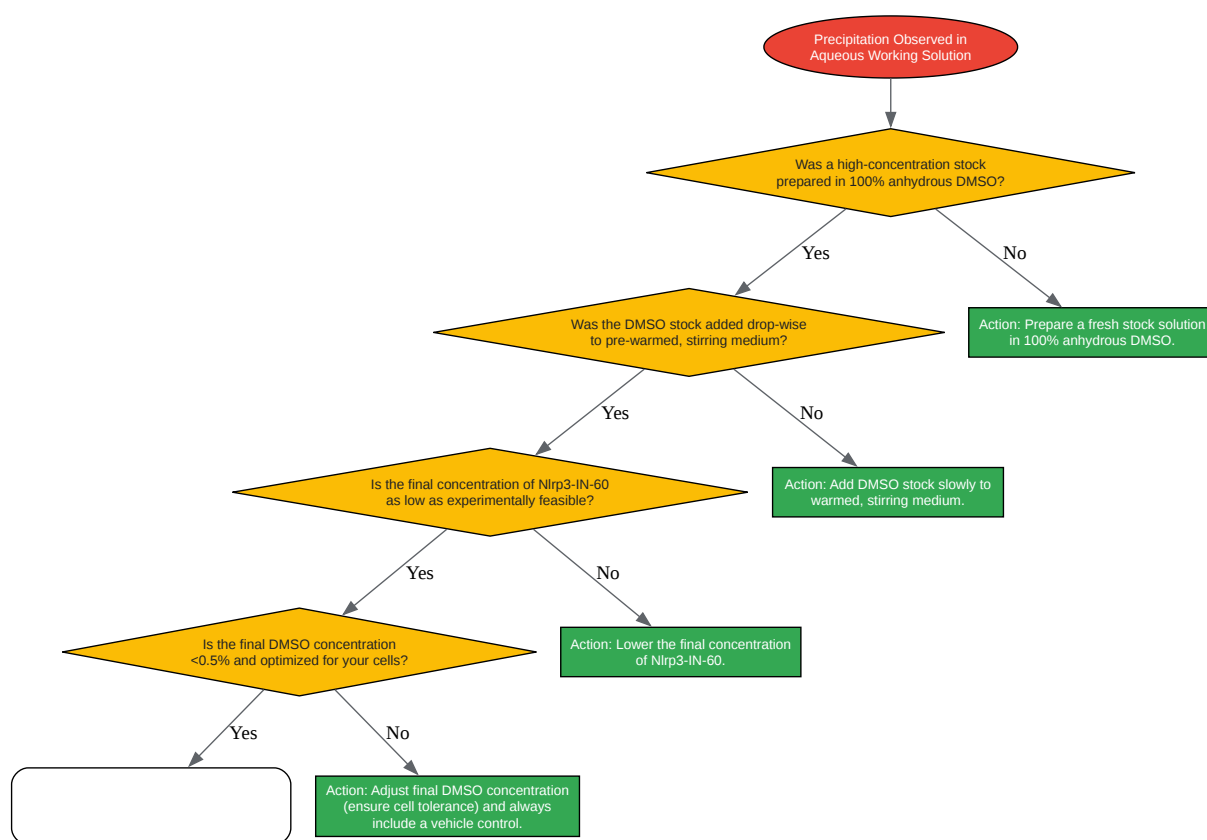 Precipitation Observed in
Aqueous Working Solution
Was a high-concentration stock
prepared in 100% anhydrous DMSO?
Yes
No
Was the DMSO stock added drop-wise
to pre-warmed, stirring medium?
Action: Prepare a fresh stock solution
in 100% anhydrous DMSO.
Yes
No
Is the final concentration of Nlrp3-IN-60
as low as experimentally feasible?
Action: Add DMSO stock slowly to
warmed, stirring medium.
Yes
No
Is the final DMSO concentration
<0.5% and optimized for your cells?
Action: Lower the final concentration
of Nlrp3-IN-60.
Yes
No
Action: Adjust final DMSO concentration
(ensure cell tolerance) and always
include a vehicle control.